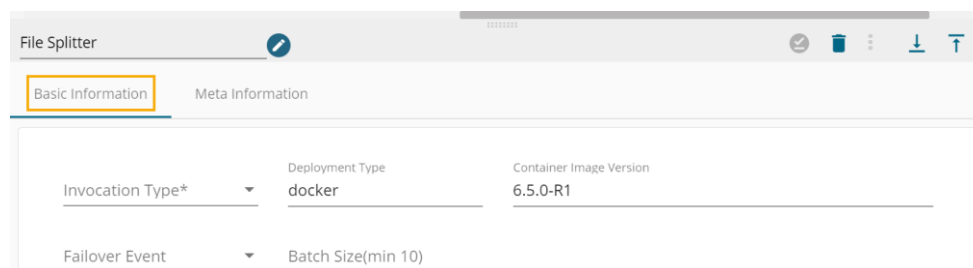 File Splitter
Basic Information Meta Information
Deployment Type Container Image Version
Invocation Type* docker 6.5.0-R1
Failover Event Batch Size(min 10)